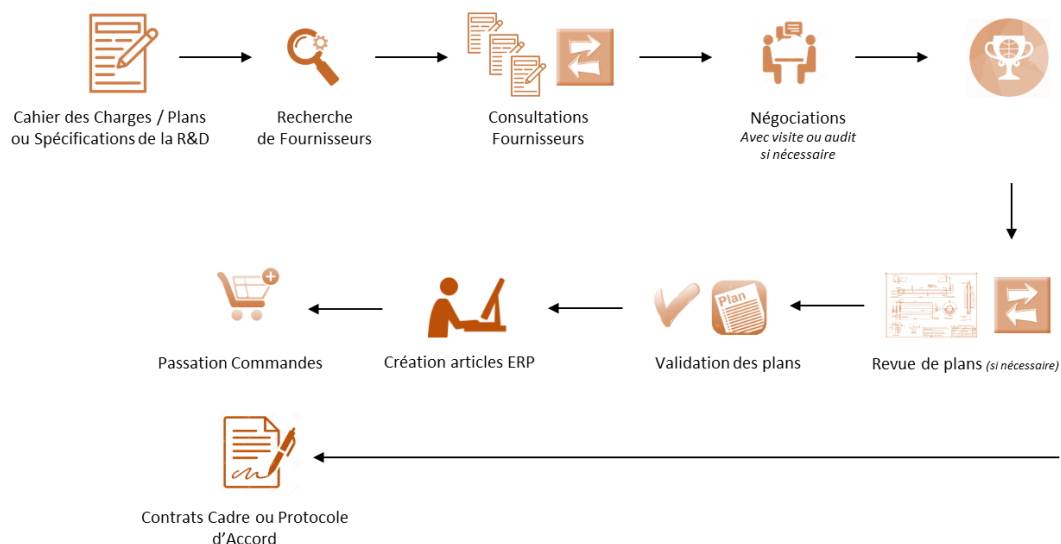 Cahier des Charges / Plans
ou Spécifications de la R&D
Recherche
de Fournisseurs
Consultations
Fournisseurs
Négociations
Avec visite ou audit
si nécessaire
Passation Commandes
Création articles ERP
Plan
Validation des plans
Revue de plans (si nécessaire)
Contrats Cadre ou Protocole
d'Accord